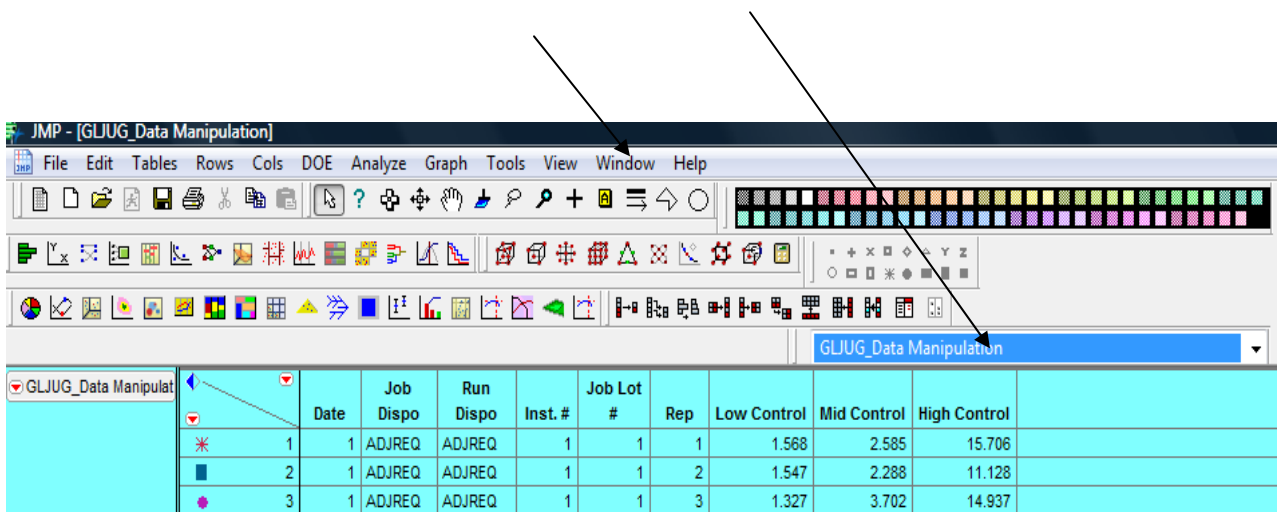 JMP - [GLJUG_Data Manipulation]
File Edit Tables Rows Cols DOE Analyze Graph Tools View Window Help
GLJUG_Data Manipulation
GLJUG_Data Manipulat
Date Job Dispo Run Dispo Inst. # Job Lot # Rep Low Control Mid Control High Control
1 1 ADJREQ ADJREQ 1 1 1 1.568 2.585 15.706
2 1 ADJREQ ADJREQ 1 1 2 1.547 2.288 11.128
3 1 ADJREQ ADJREQ 1 1 3 1.327 3.702 14.937